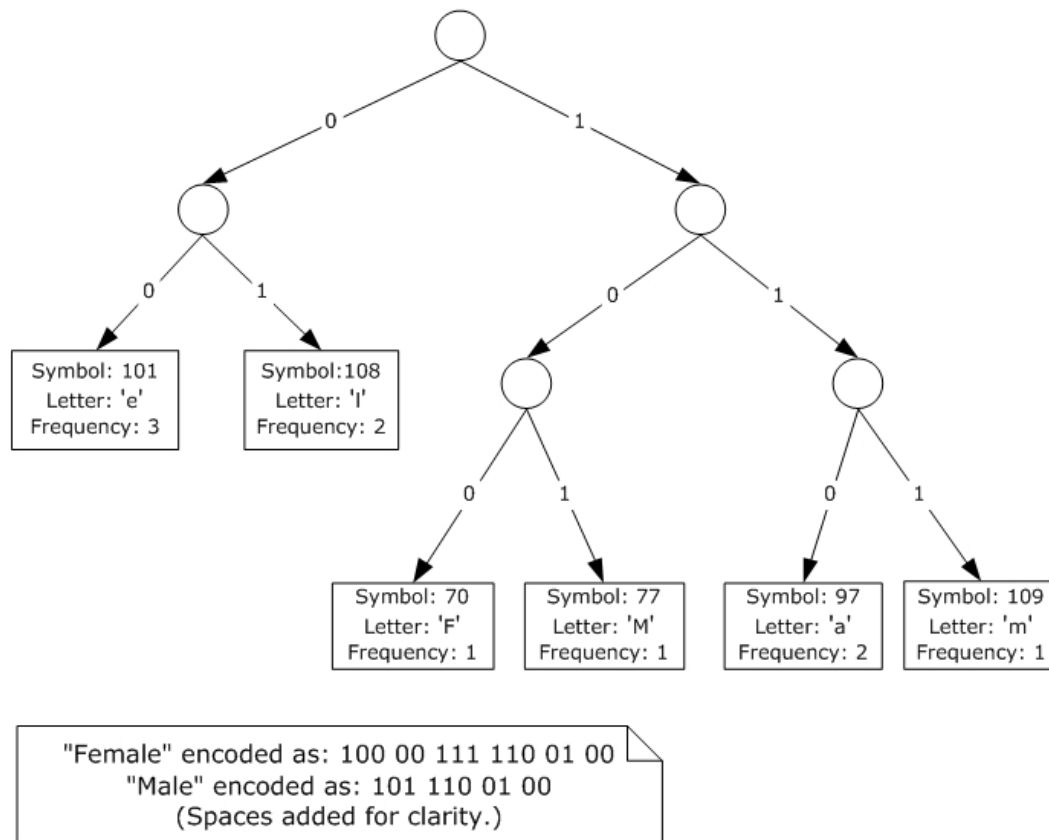 0
1
0
1
0
1
Symbol: 101
Letter: 'e'
Frequency: 3
Symbol:108
Letter: 'l'
Frequency: 2
0
1
0
1
Symbol: 70
Letter: 'F'
Frequency: 1
Symbol: 77
Letter: 'M'
Frequency: 1
Symbol: 97
Letter: 'a'
Frequency: 2
Symbol: 109
Letter: 'm'
Frequency: 1
"Female" encoded as: 100 00 111 110 01 00
"Male" encoded as: 101 110 01 00
(Spaces added for clarity.)